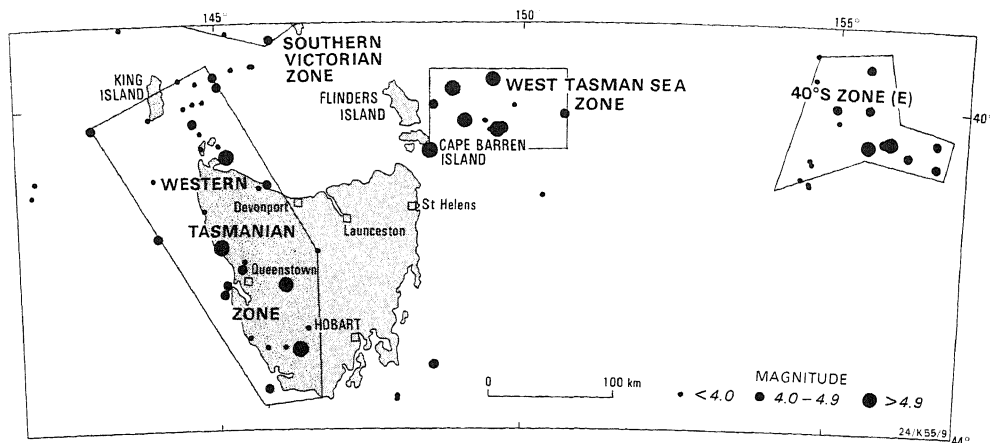 145°
150°
155°
SOUTHERN
VICTORIAN
ZONE
KING
ISLAND
FLINDERS
ISLAND
WEST TASMAN SEA
ZONE
40°S ZONE (E)
40°
CAPE BARREN
ISLAND
WESTERN
TASMANIAN
ZONE
Devonport
Launceston
St Helens
Queenstown
HOBART
0
100 km
MAGNITUDE
<4.0
4.0–4.9
>4.9
24/K55/9
44°